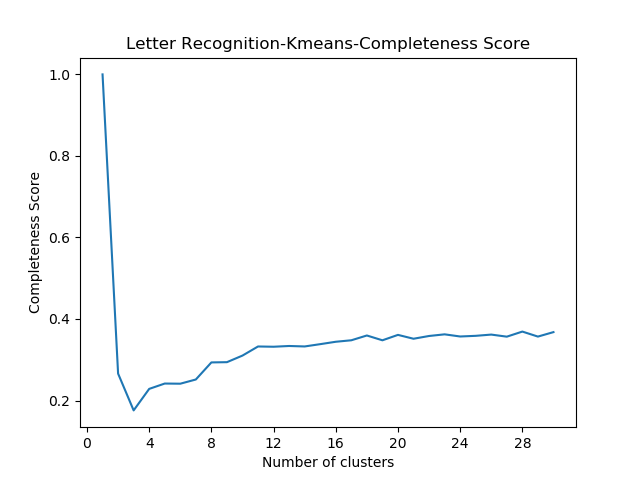 Letter Recognition-Kmeans-Completeness Score
1.0
0.8
0.6
0.4
0.2
Completeness Score
0 4 8 12 16 20 24 28
Number of clusters